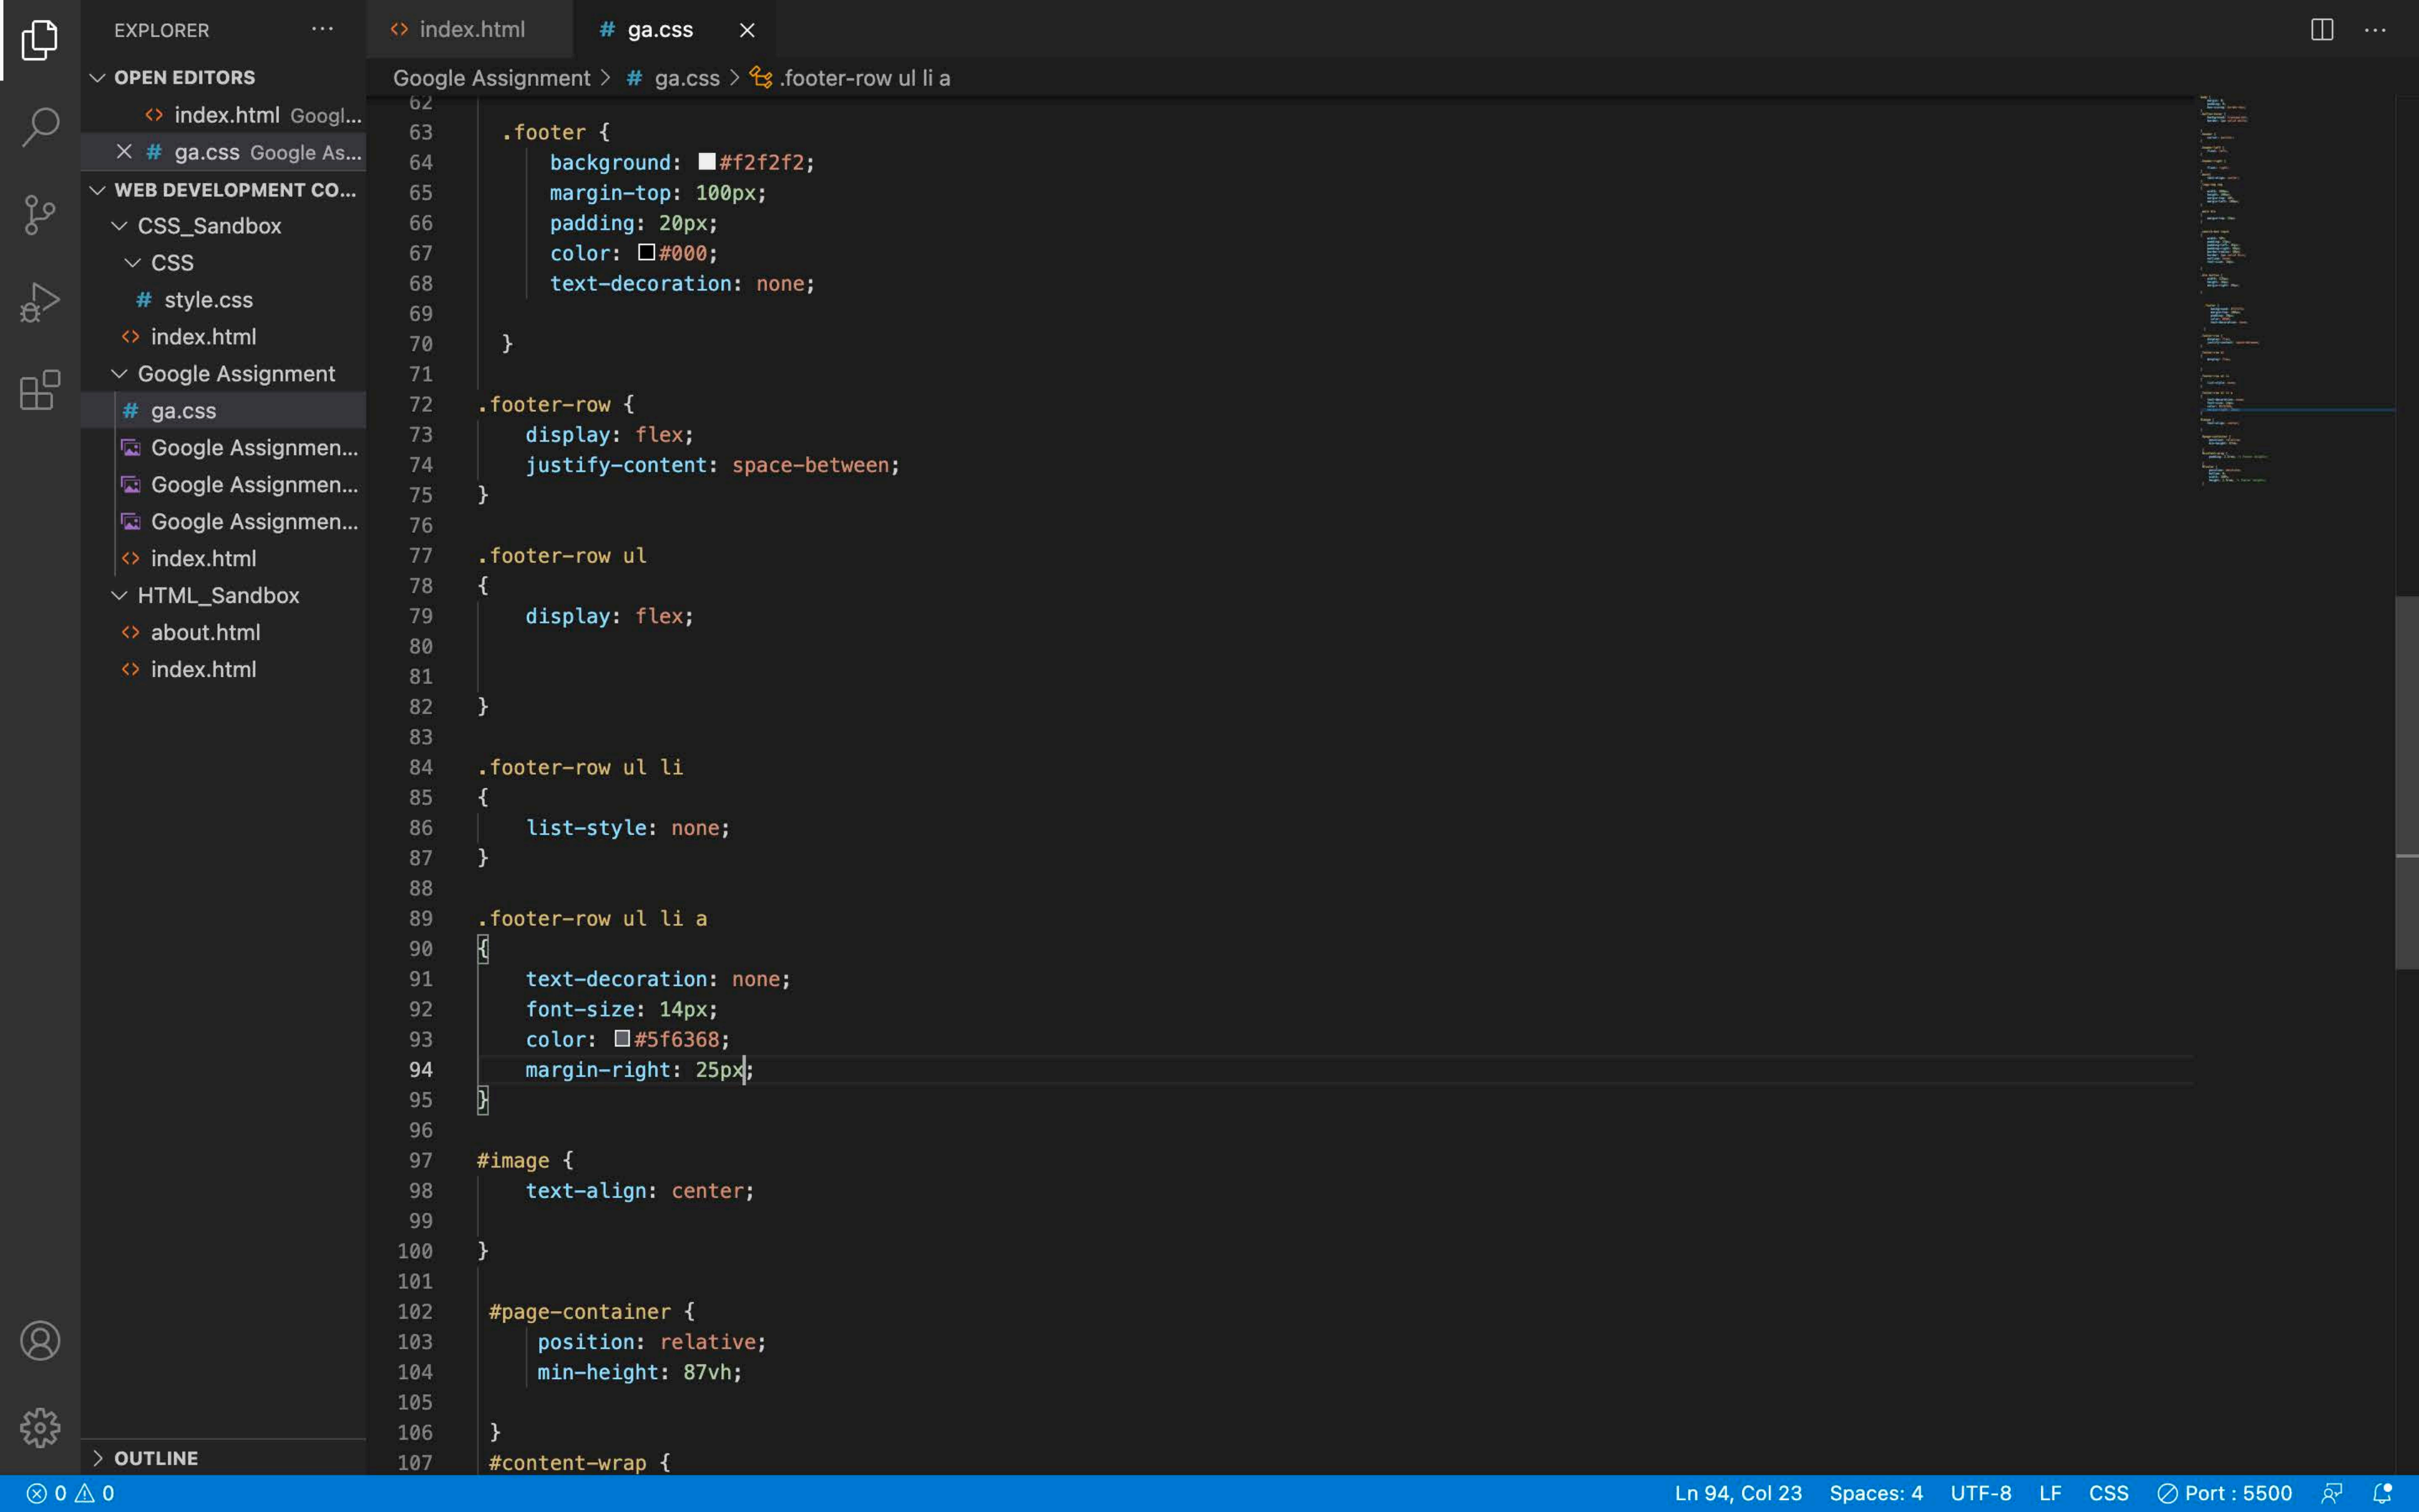 EXPLORER
index.html
# ga.css
OPEN EDITORS
index.html Googl...
# ga.css Google As...
WEB DEVELOPMENT CO...
CSS_Sandbox
CSS
# style.css
index.html
Google Assignment
# ga.css
Google Assignmen...
Google Assignmen...
Google Assignmen...
index.html
HTML_Sandbox
about.html
index.html
OUTLINE
Google Assignment > # ga.css > .footer-row ul li a
62
63 .footer {
64 background: #f2f2f2;
65 margin-top: 100px;
66 padding: 20px;
67 color: #000;
68 text-decoration: none;
69
70 }
71
72 .footer-row {
73 display: flex;
74 justify-content: space-between;
75 }
76
77 .footer-row ul
78 {
79 display: flex;
80
81
82 }
83
84 .footer-row ul li
85 {
86 list-style: none;
87 }
88
89 .footer-row ul li a
90 {
91 text-decoration: none;
92 font-size: 14px;
93 color: #5f6368;
94 margin-right: 25px;
95 }
96
97 #image {
98 text-align: center;
99
100 }
101
102 #page-container {
103 position: relative;
104 min-height: 87vh;
105
106 }
107 #content-wrap {
0 0 Ln 94, Col 23 Spaces: 4 UTF-8 LF CSS Port : 5500